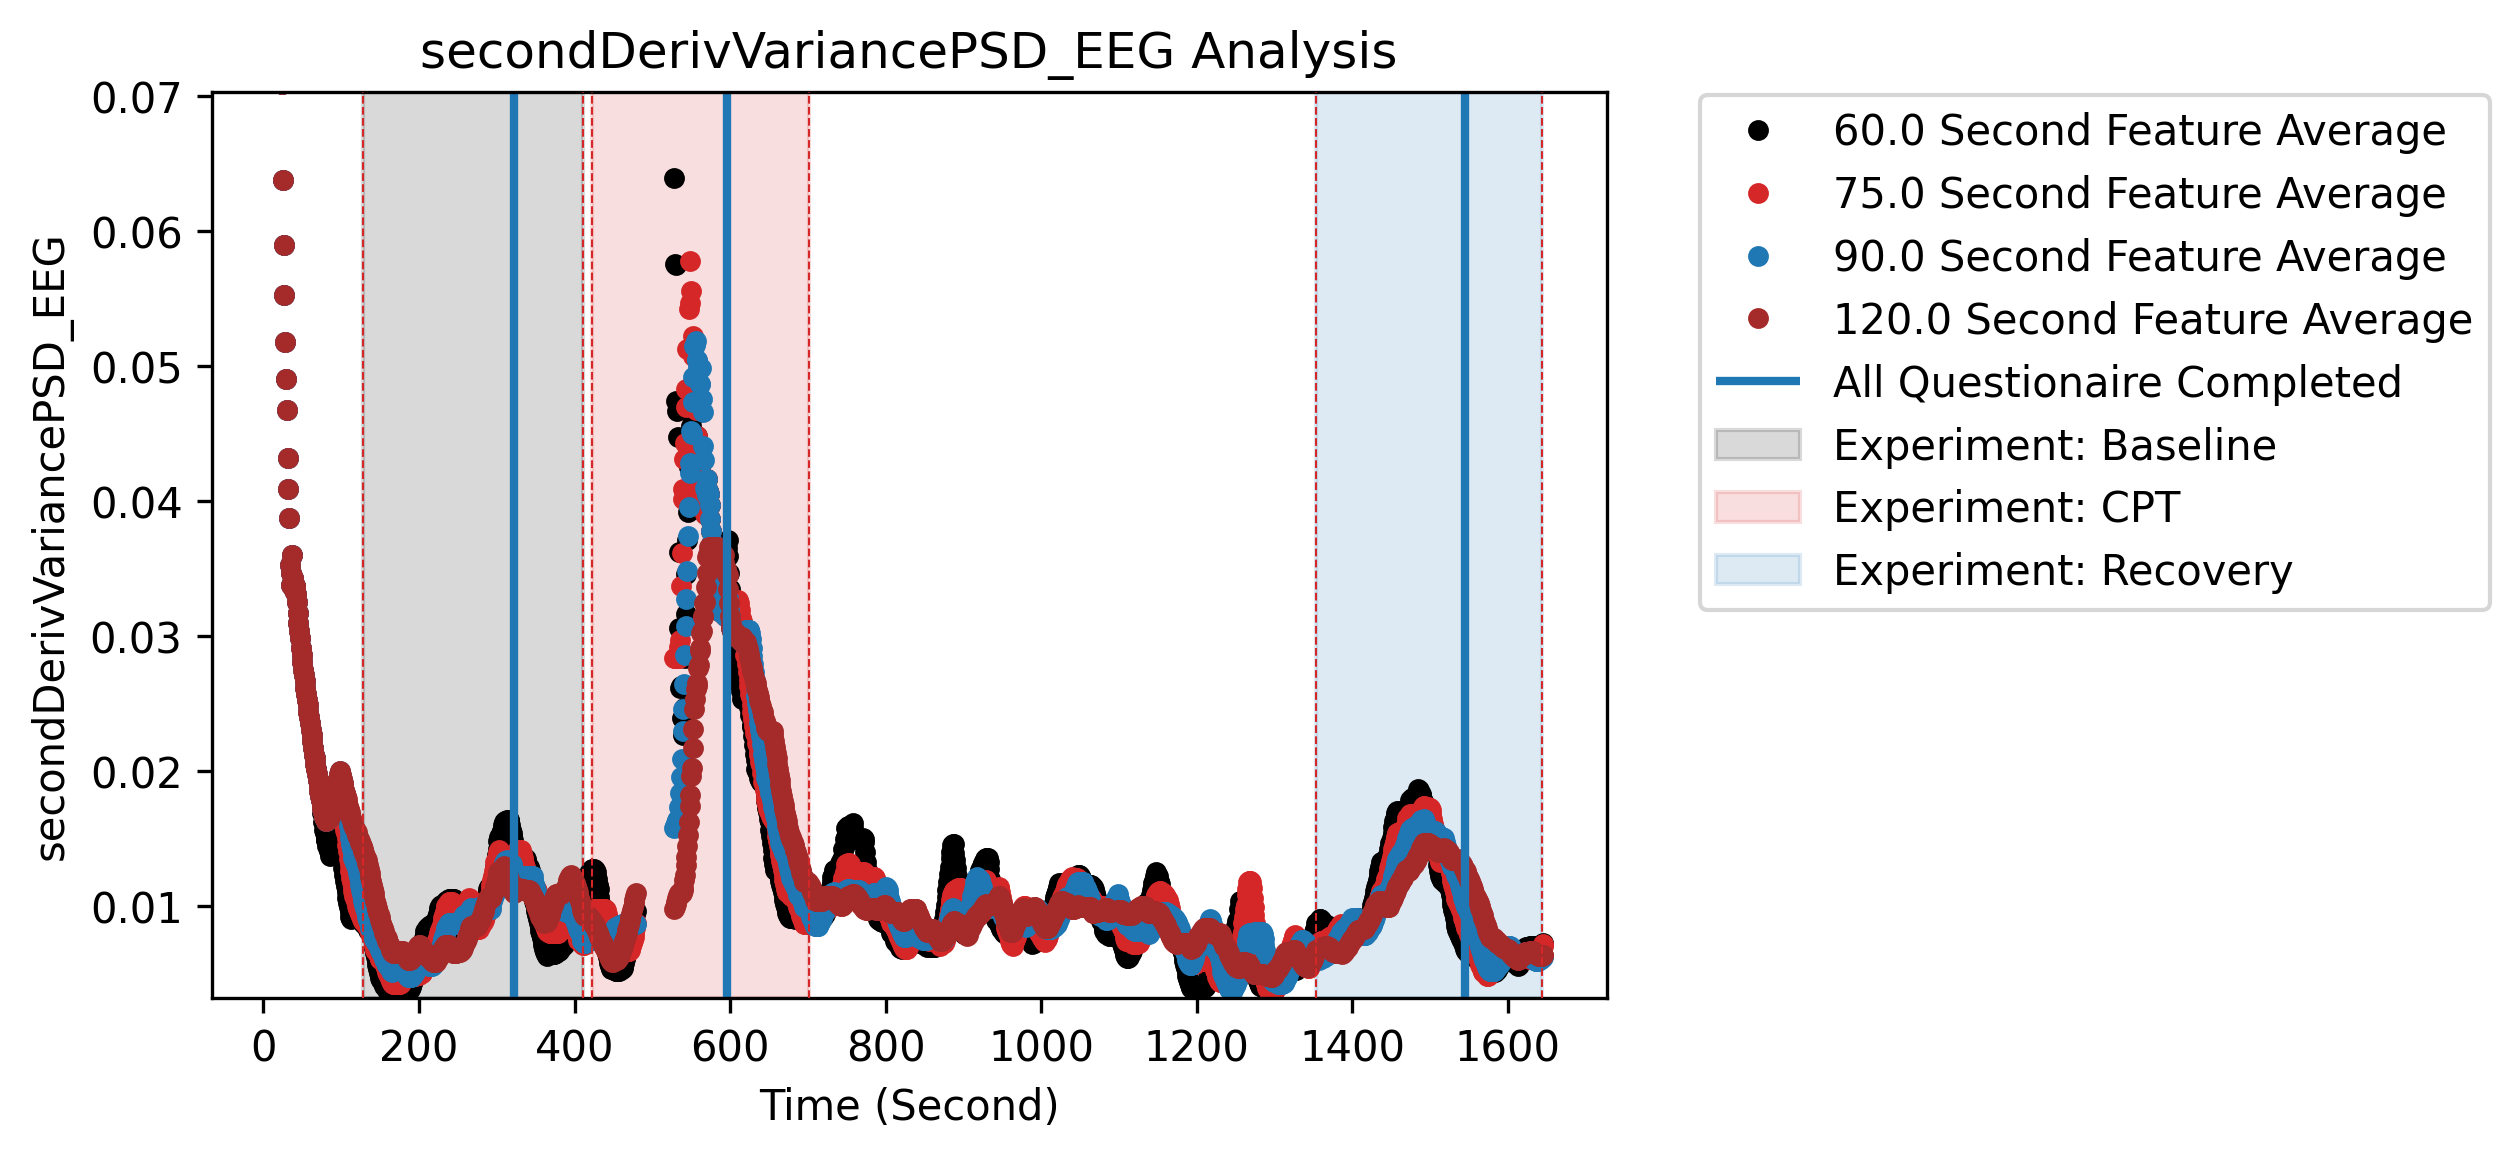 secondDerivVariancePSD_EEG Analysis
secondDerivVariancePSD_EEG
0.07
0.06
0.05
0.04
0.03
0.02
0.01
0 200 400 600 800 1000 1200 1400 1600
Time (Second)
60.0 Second Feature Average
75.0 Second Feature Average
90.0 Second Feature Average
120.0 Second Feature Average
All Questionaire Completed
Experiment: Baseline
Experiment: CPT
Experiment: Recovery